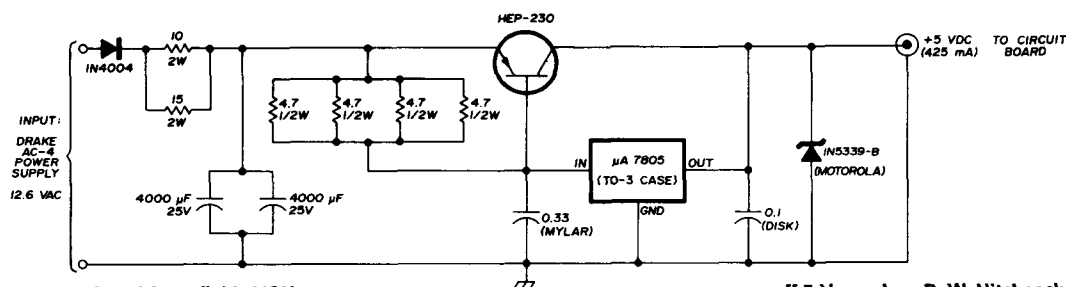 HEP-230
1N4004
10
2W
15
2W
4.7
1/2W
4.7
1/2W
4.7
1/2W
4.7
1/2W
+5 VDC
(425 mA)
TO CIRCUIT
BOARD
INPUT:
DRAKE
AC-4
POWER
SUPPLY
12.6 VAC
4000 µF
25V
4000 µF
25V
IN
µA 7805
(TO-3 CASE)
OUT
GND
0.33
(MYLAR)
0.1
(DISK)
1N5339-B
(MOTOROLA)